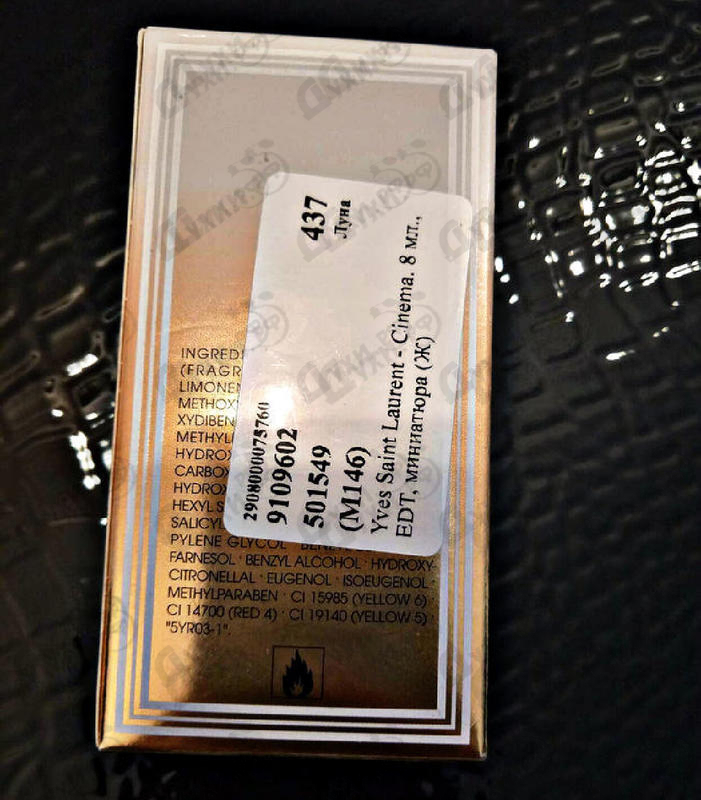 437
Луна
2908000075760
9109602
501549
(M146)
Yves Saint Laurent - Cinema. 8 мл.,
EDT, миниатюра (Ж)
INGREDI
(FRAGR
LIMONEN
METHOX
XYDIBEN
METHYL
HYDROX
CARBOX
HYDROX
HEXYL S
SALICYL
PYLENE GLYCOL ·
FARNESOL · BENZYL ALCOHOL · HYDROXY-
CITRONELLAL · EUGENOL · ISOEUGENOL ·
METHYLPARABEN · CI 15985 (YELLOW 6) ·
CI 14700 (RED 4) · CI 19140 (YELLOW 5) ·
"5YR03-1".